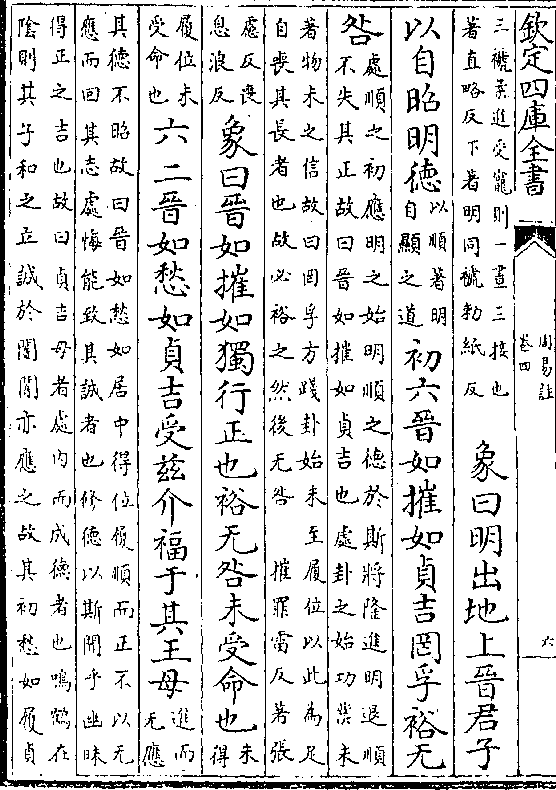 欽定四庫全書
周易註
卷四
六
三褫柔進受寵則一晝三接也
著直略反下著明同褫勅紙反
象曰明出地上晉君子
以自昭明德
以順著明
自顯之道
初六晉如摧如貞吉罔孚裕无
咎
處順之初應明之始明順之德於斯將隆進明退順
不失其正故曰晉如摧如貞吉也處卦之始功業未
著物未之信故曰罔孚方踐卦始未至履位以此為足
自喪其長者也故必裕之然後无咎 摧罪雷反著張
慮反喪
息浪反
象曰晉如摧如獨行正也裕无咎未受命也
未得
履位未
受命也
六二晉如愁如貞吉受兹介福于其王母
進而
无應
其德不昭故曰晉如愁如居中得位履順而正不以无
應而回其志處晦能致其誠者也修德以斯聞乎幽昧
得正之吉也故曰貞吉母者處内而成德者也鳴鶴在
陰則其子和之立誠於闇闇亦應之故其初愁如履貞